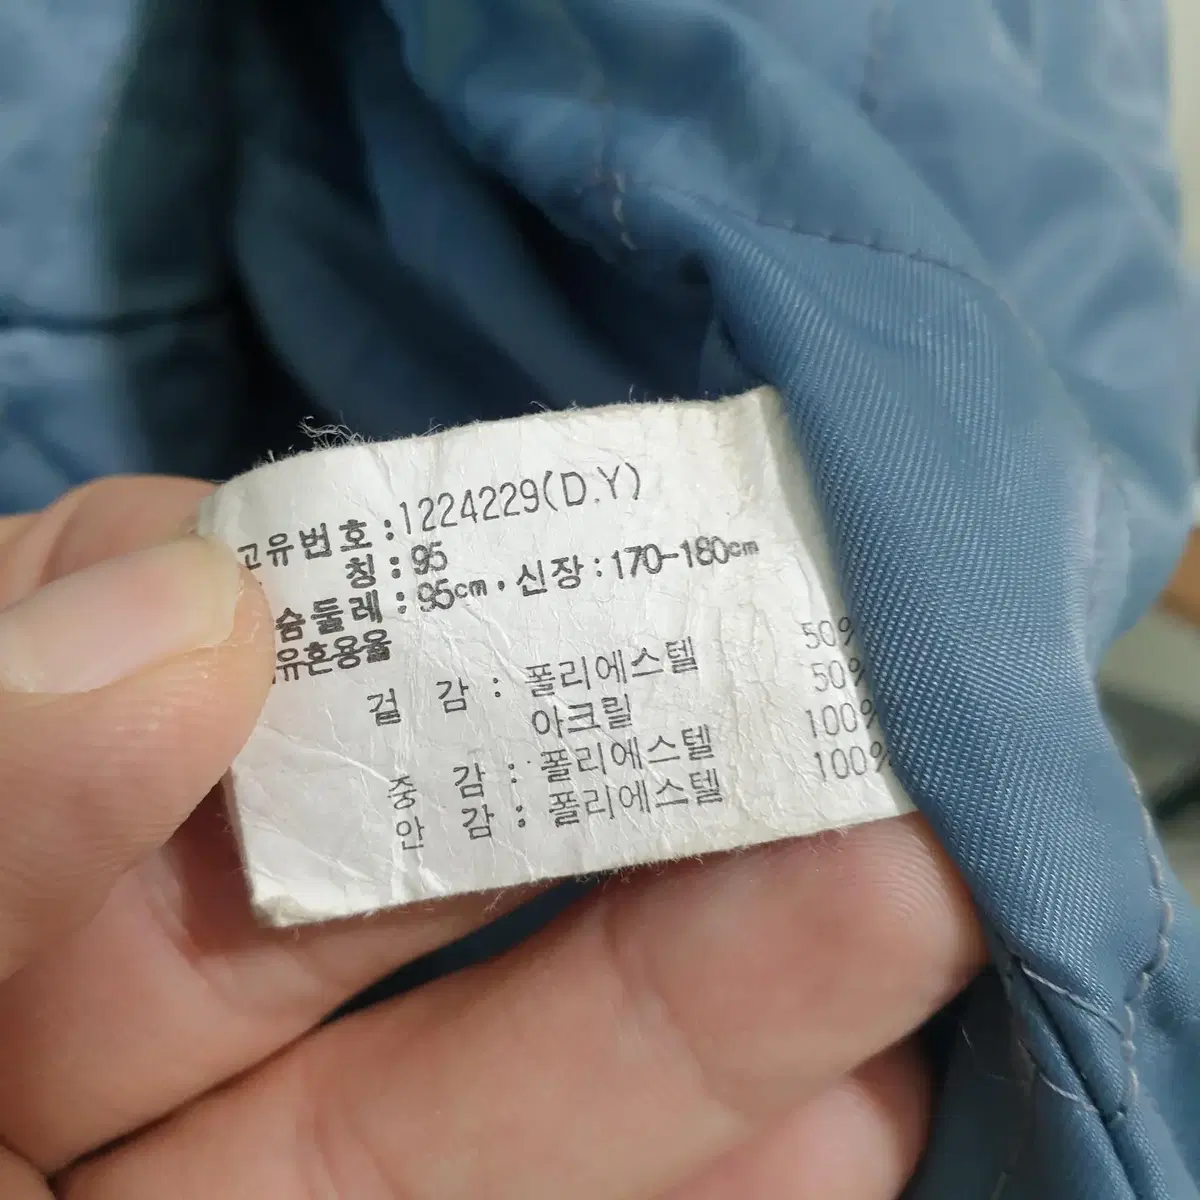 고유번호:1224229(D.Y)
칭:95
슴둘레:95cm, 신장:170-180cm
유혼용율
겉 감: 폴리에스텔 50%
아크릴 50%
중 감: 폴리에스텔 100%
안 감: 폴리에스텔 100%